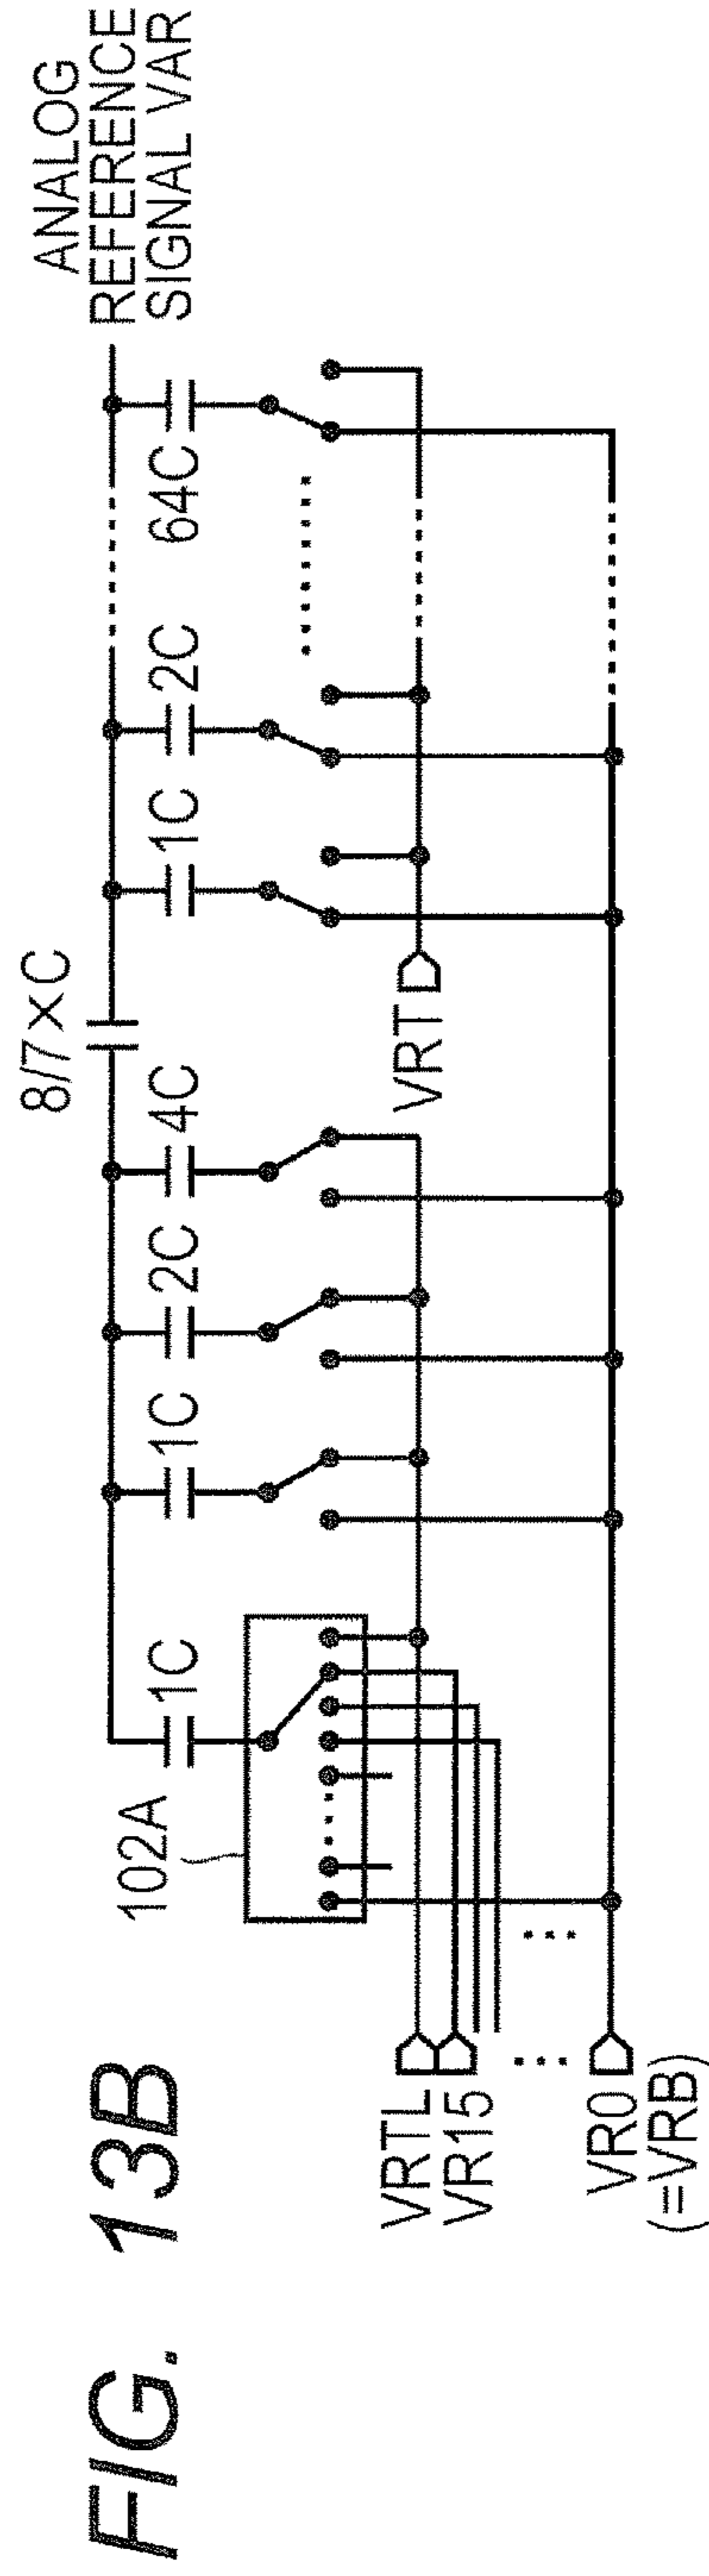 FIG. 13B
ANALOG
REFERENCE
SIGNAL VAR
8/7×C
102A
1C
1C
2C
4C
1C
2C
64C
VRT
VRTL
VR15
VR0
(=VRB)